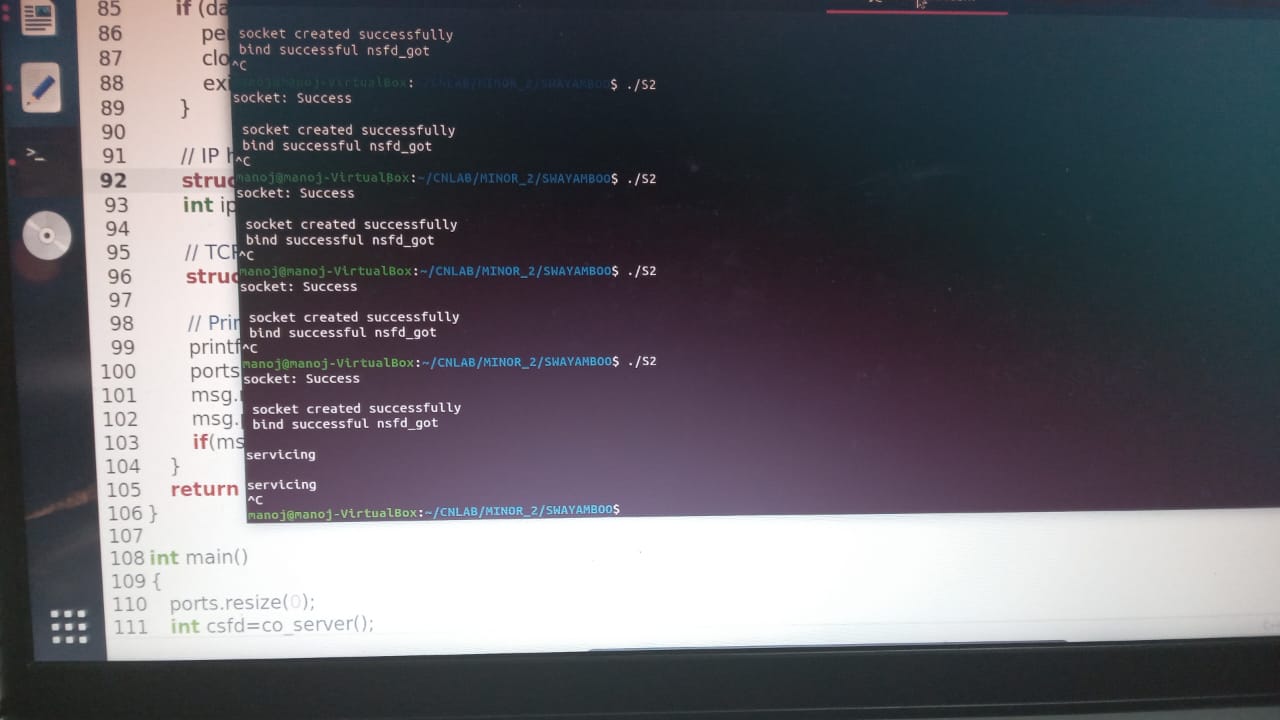 85 if (da
86 pe
87 clo
88 exi
89 }
90
91 // IP h
92 struc
93 int ip
94
95 // TCP
96 struc
97
98 // Prin
99 printf
100 ports
101 msg.
102 msg.
103 if(ms
104 }
105 return
106 }
107
108 int main()
109 {
110 ports.resize(0);
111 int csfd=co_server();
socket created successfully
bind successful nsfd_got
^C
manoj@manoj-VirtualBox:~/CNLAB/MINOR_2/SWAYAMBOO$ ./S2
socket: Success
socket created successfully
bind successful nsfd_got
^C
manoj@manoj-VirtualBox:~/CNLAB/MINOR_2/SWAYAMBOO$ ./S2
socket: Success
socket created successfully
bind successful nsfd_got
^C
manoj@manoj-VirtualBox:~/CNLAB/MINOR_2/SWAYAMBOO$ ./S2
socket: Success
socket created successfully
bind successful nsfd_got
^C
manoj@manoj-VirtualBox:~/CNLAB/MINOR_2/SWAYAMBOO$ ./S2
socket: Success
socket created successfully
bind successful nsfd_got
servicing
servicing
^C
manoj@manoj-VirtualBox:~/CNLAB/MINOR_2/SWAYAMBOO$